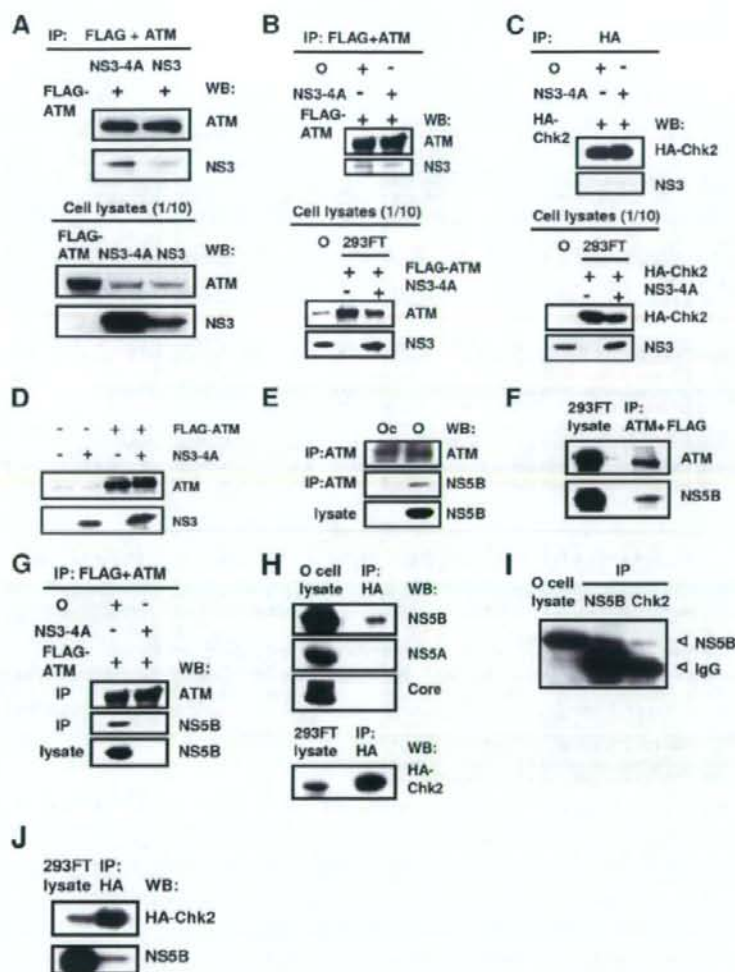 A
IP: FLAG + ATM
NS3-4A NS3
FLAG-ATM + + WB:
ATM
NS3
Cell lysates (1/10)
FLAG-ATM NS3-4A NS3 WB:
ATM
NS3
B
IP: FLAG+ATM
O + -
NS3-4A - +
FLAG-ATM + + WB:
ATM
NS3
Cell lysates (1/10)
O 293FT
+ + FLAG-ATM
- + NS3-4A
ATM
NS3
C
IP: HA
O + -
NS3-4A - +
HA-Chk2 + + WB:
HA-Chk2
NS3
Cell lysates (1/10)
O 293FT
+ + HA-Chk2
- + NS3-4A
HA-Chk2
NS3
D
- - + + FLAG-ATM
- + - + NS3-4A
ATM
NS3
E
Oc O WB:
IP:ATM ATM
IP:ATM NS5B
lysate NS5B
F
293FT IP:
lysate ATM+FLAG
ATM
NS5B
G
IP: FLAG+ATM
O + -
NS3-4A - +
FLAG-ATM + + WB:
IP ATM
IP NS5B
lysate NS5B
H
O cell IP:
lysate HA WB:
NS5B
NS5A
Core
293FT IP:
lysate HA WB:
HA-Chk2
I
O cell IP
lysate NS5B Chk2
NS5B
IgG
J
293FT IP:
lysate HA WB:
HA-Chk2
NS5B